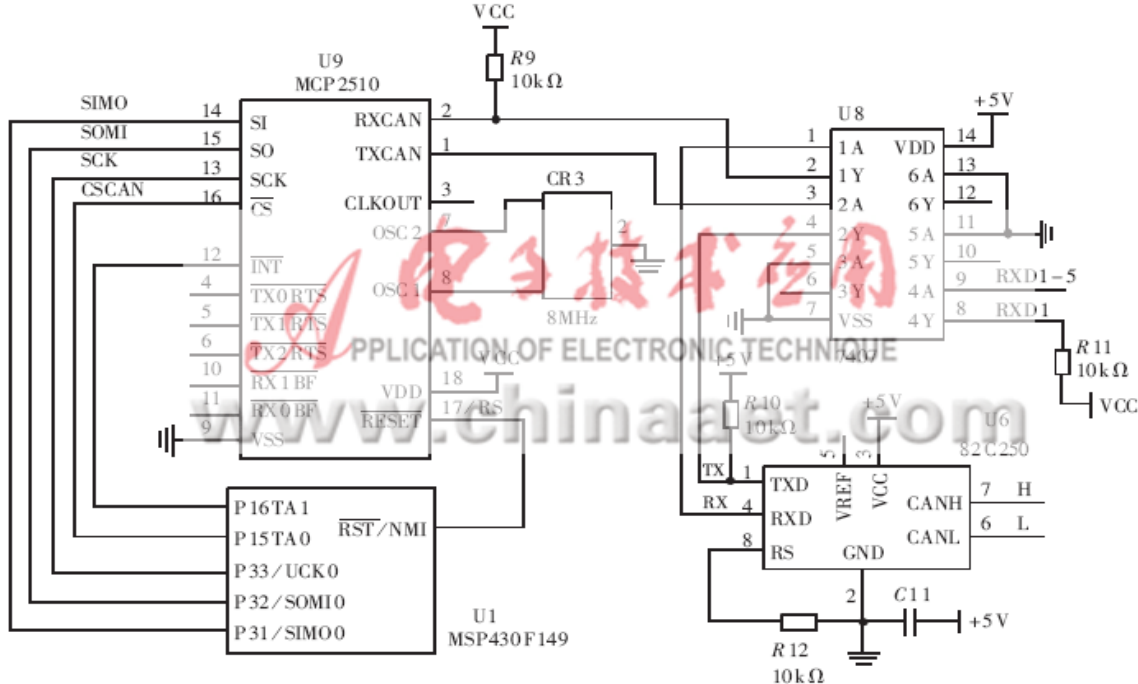 VCC
R9
10kΩ
U9
MCP2510
SIMO
14
SI
SOMI
15
SO
SCK
13
SCK
CSCAN
16
CS
12
INT
4
TX0RTS
5
TX1RTS
6
TX2RTS
10
RX1BF
11
RX0BF
9
VSS
RXCAN
2
TXCAN
1
CLKOUT
3
OSC2
7
OSC1
8
VDD
18
VCC
RESET
17/RS
CR3
2
8MHz
U8
+5V
1
1A
2
1Y
3
2A
4
2Y
5
3A
6
3Y
7
VSS
VDD
14
6A
13
6Y
12
5A
11
5Y
10
4A
9
RXD1-5
4Y
8
RXD1
7407
R11
10kΩ
VCC
电子技术应用
APPLICATION OF ELECTRONIC TECHNIQUE
www.chinaaet.com
+5V
R10
10kΩ
+5V
U6
82C250
TX
1
TXD
RX
4
RXD
8
RS
5
VREF
3
VCC
GND
2
CANH
7
H
CANL
6
L
R12
10kΩ
C11
+5V
P16TA1
P15TA0
P33/UCK0
P32/SOMI0
P31/SIMO0
RST/NMI
U1
MSP430F149